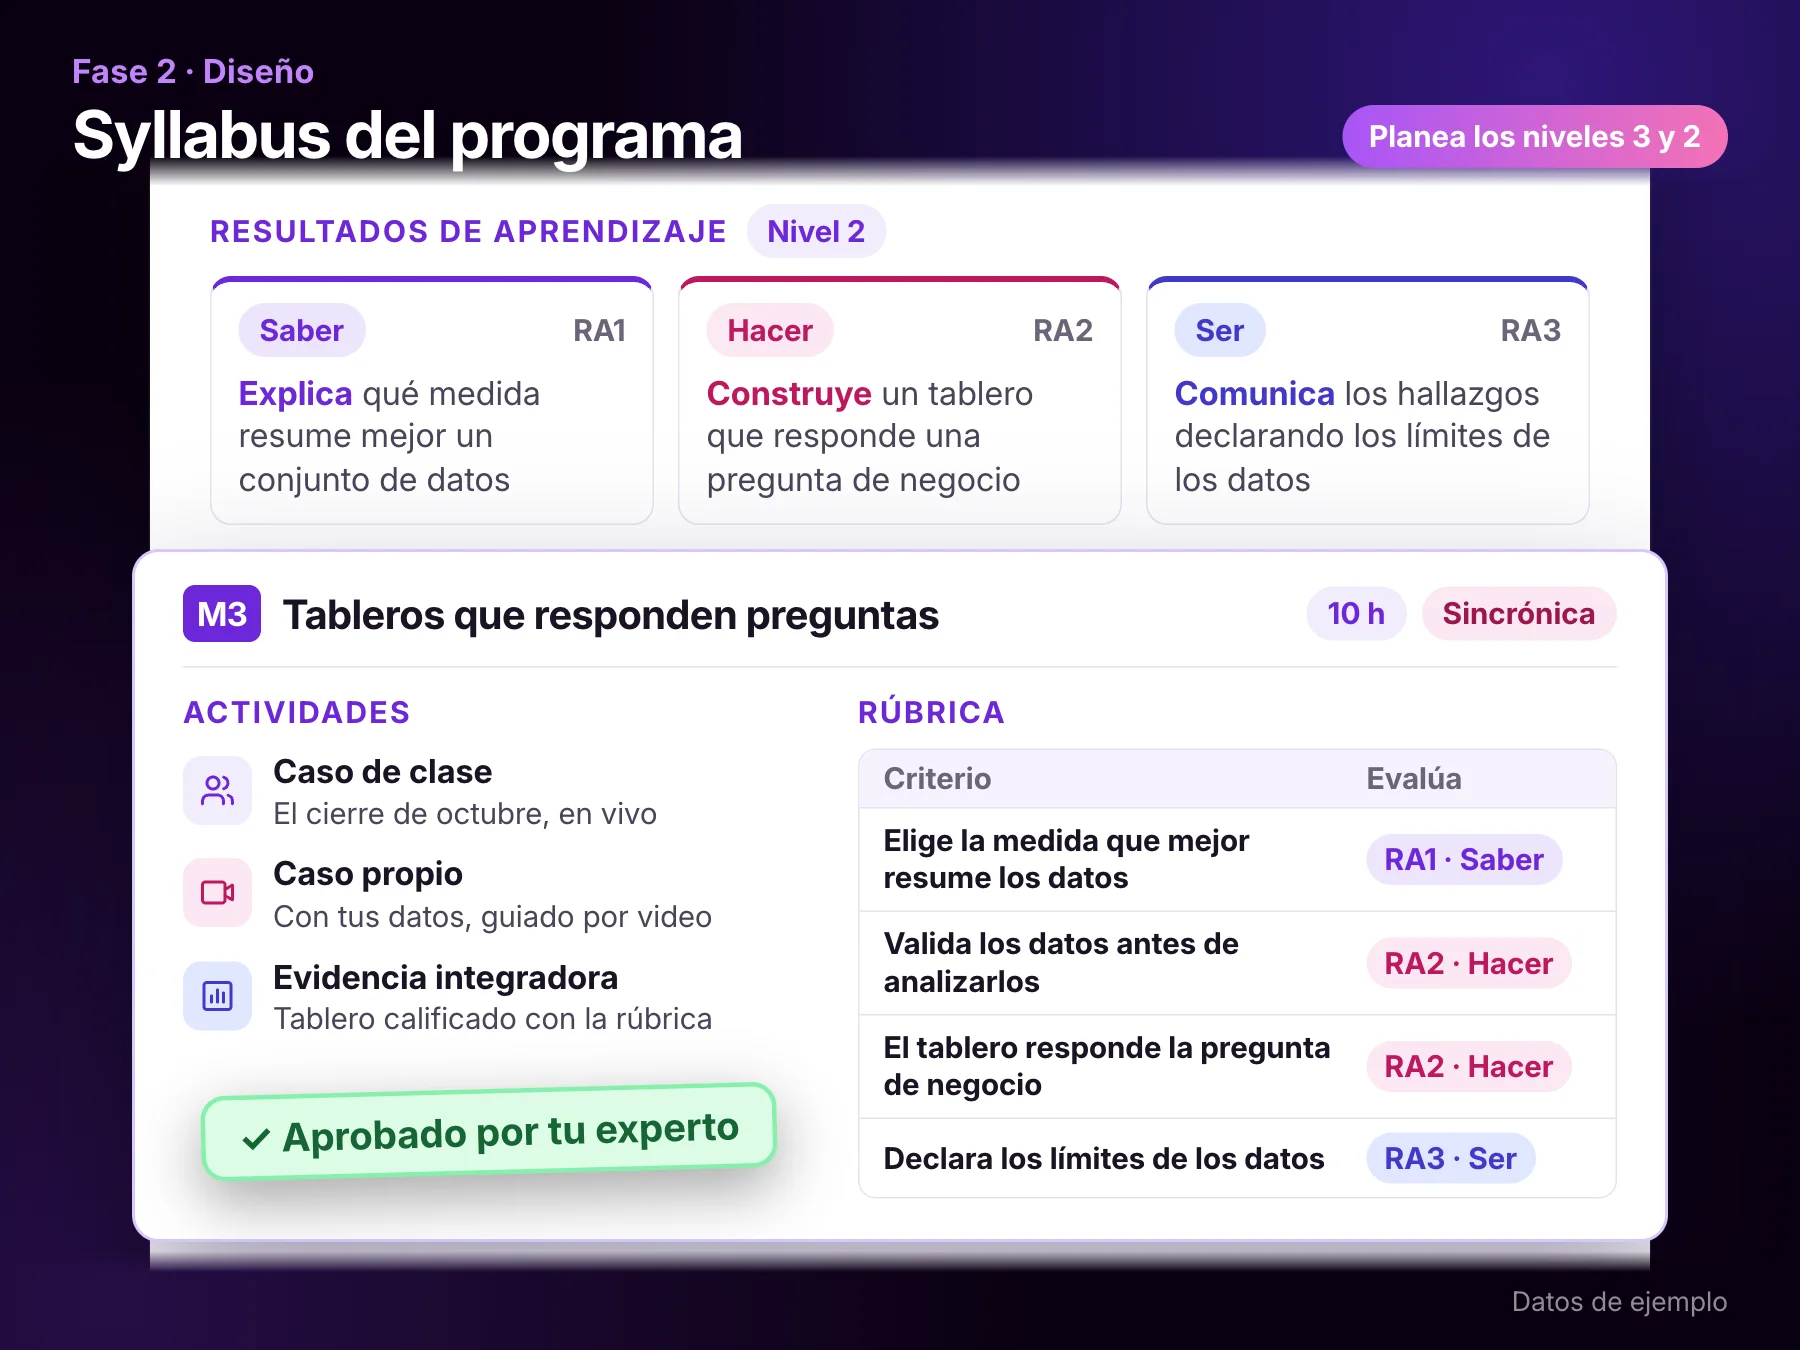 Fase 2 · Diseño
Syllabus del programa
Planea los niveles 3 y 2
RESULTADOS DE APRENDIZAJE
Nivel 2
Saber
RA1
Explica qué medida
resume mejor un
conjunto de datos
Hacer
RA2
Construye un tablero
que responde una
pregunta de negocio
Ser
RA3
Comunica los hallazgos
declarando los límites de
los datos
M3
Tableros que responden preguntas
10 h
Sincrónica
ACTIVIDADES
Caso de clase
El cierre de octubre, en vivo
Caso propio
Con tus datos, guiado por video
Evidencia integradora
Tablero calificado con la rúbrica
✓ Aprobado por tu experto
RÚBRICA
Criterio
Evalúa
Elige la medida que mejor
resume los datos
RA1 · Saber
Valida los datos antes de
analizarlos
RA2 · Hacer
El tablero responde la pregunta
de negocio
RA2 · Hacer
Declara los límites de los datos
RA3 · Ser
Datos de ejemplo